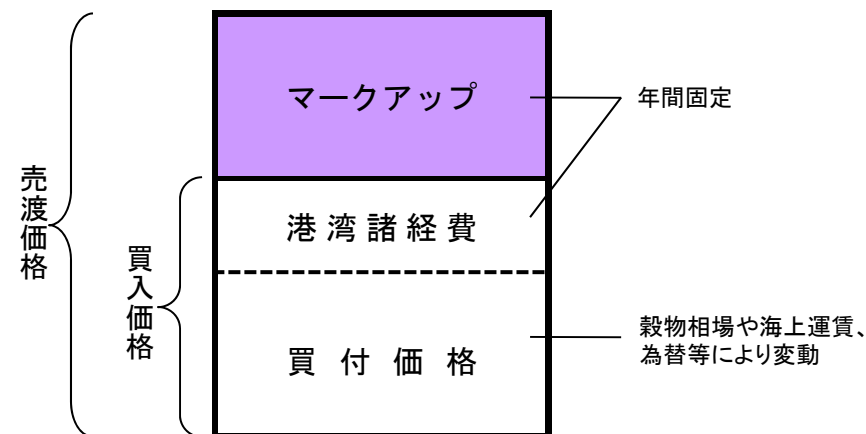 マークアップ
年間固定
売渡価格
港湾諸経費
買入価格
穀物相場や海上運賃、
為替等により変動
買付価格